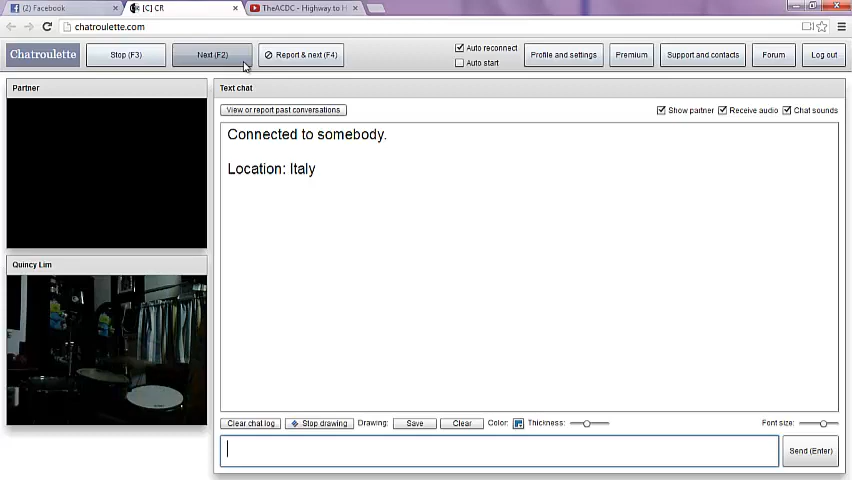 (2) Facebook
[C] CR
TheACDC - Highway to H
chatroulette.com
Chatroulette
Stop (F3)
Next (F2)
Report & next (F4)
Auto reconnect
Auto start
Profile and settings
Premium
Support and contacts
Forum
Log out
Partner
Text chat
View or report past conversations
Show partner
Receive audio
Chat sounds
Connected to somebody.
Location: Italy
Quincy Lim
Clear chat log
Stop drawing
Drawing:
Save
Clear
Color:
Thickness:
Font size:
Send (Enter)